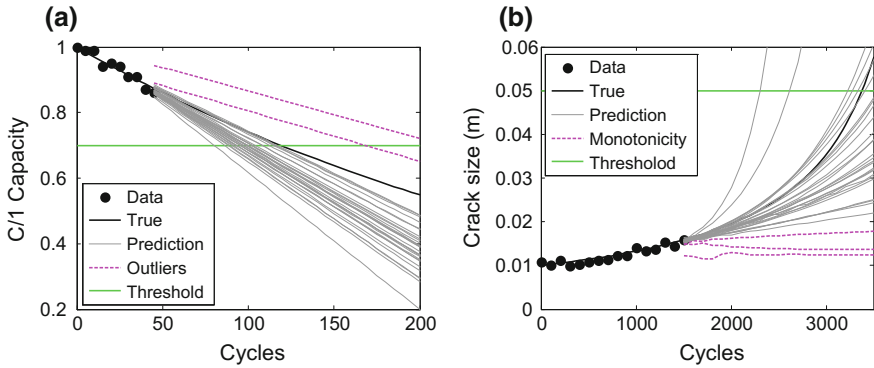 (a)
1
0.8
0.6
0.4
0.2
C/1 Capacity
Data
True
Prediction
Outliers
Threshold
0
50
100
150
200
Cycles
(b)
0.06
0.05
0.04
0.03
0.02
0.01
0
Crack size (m)
Data
True
Prediction
Monotonicity
Thresholod
0
1000
2000
3000
Cycles